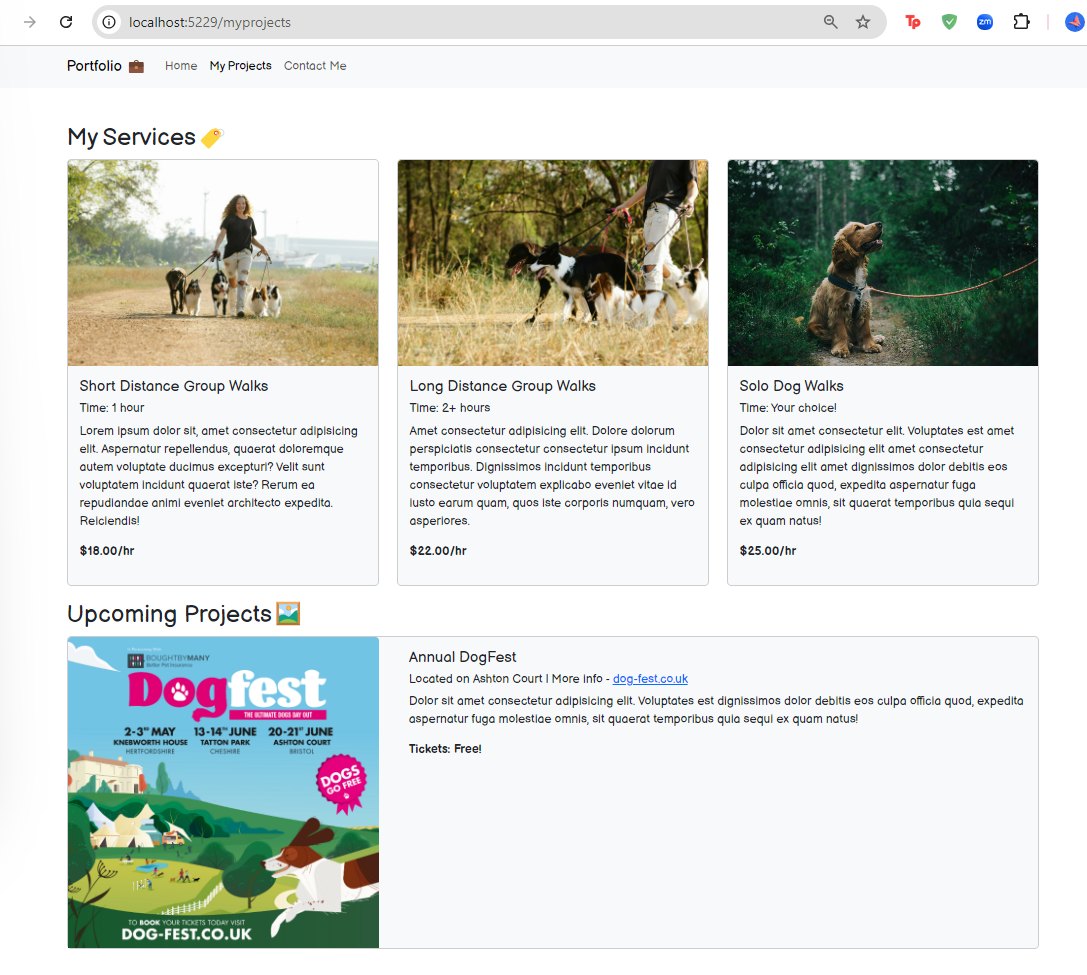 localhost:5229/myprojects
Tp
zm
Portfolio 💼 Home My Projects Contact Me
My Services 🏷️
Short Distance Group Walks
Time: 1 hour
Lorem ipsum dolor sit, amet consectetur adipisicing
elit. Aspernatur repellendus, quaerat doloremque
autem voluptate ducimus excepturi? Velit sunt
voluptatem incidunt quaerat iste? Rerum ea
repudiandae animi eveniet architecto expedita.
Reiciendis!
$18.00/hr
Long Distance Group Walks
Time: 2+ hours
Amet consectetur adipisicing elit. Dolore dolorum
perspiciatis consectetur consectetur ipsum incidunt
temporibus. Dignissimos incidunt temporibus
consectetur voluptatem explicabo eveniet vitae id
iusto earum quam, quos iste corporis numquam, vero
asperiores.
$22.00/hr
Solo Dog Walks
Time: Your choice!
Dolor sit amet consectetur elit. Voluptates est amet
consectetur adipisicing elit amet consectetur
adipisicing elit amet dignissimos dolor debitis eos
culpa officia quod, expedita aspernatur fuga
molestiae omnis, sit quaerat temporibus quia sequi
ex quam natus!
$25.00/hr
Upcoming Projects 🖼️
BOUGHTBYMANY
Better Pet Insurance
Dogfest
THE ULTIMATE DOGS DAY OUT
2-3RD MAY 13-14TH JUNE 20-21ST JUNE
KNEBWORTH HOUSE TATTON PARK ASHTON COURT
HERTFORDSHIRE CHESHIRE BRISTOL
DOGS
GO FREE
TO BOOK YOUR TICKETS TODAY VISIT
DOG-FEST.CO.UK
Annual DogFest
Located on Ashton Court | More info - dog-fest.co.uk
Dolor sit amet consectetur adipisicing elit. Voluptates est dignissimos dolor debitis eos culpa officia quod, expedita
aspernatur fuga molestiae omnis, sit quaerat temporibus quia sequi ex quam natus!
Tickets: Free!